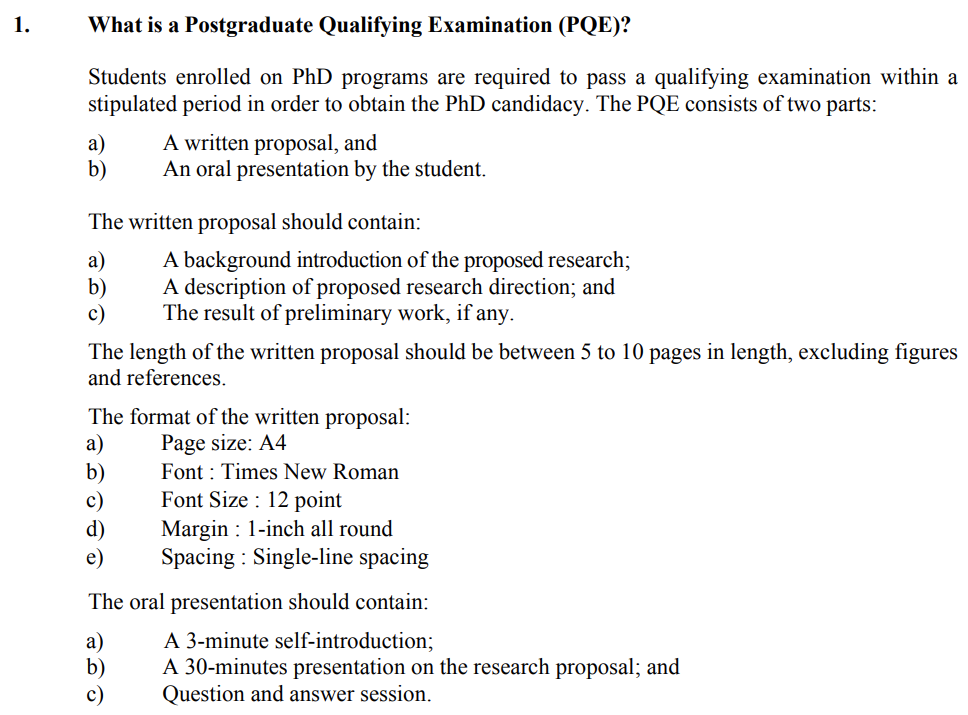 1. What is a Postgraduate Qualifying Examination (PQE)?
Students enrolled on PhD programs are required to pass a qualifying examination within a
stipulated period in order to obtain the PhD candidacy. The PQE consists of two parts:
a) A written proposal, and
b) An oral presentation by the student.
The written proposal should contain:
a) A background introduction of the proposed research;
b) A description of proposed research direction; and
c) The result of preliminary work, if any.
The length of the written proposal should be between 5 to 10 pages in length, excluding figures
and references.
The format of the written proposal:
a) Page size: A4
b) Font : Times New Roman
c) Font Size : 12 point
d) Margin : 1-inch all round
e) Spacing : Single-line spacing
The oral presentation should contain:
a) A 3-minute self-introduction;
b) A 30-minutes presentation on the research proposal; and
c) Question and answer session.